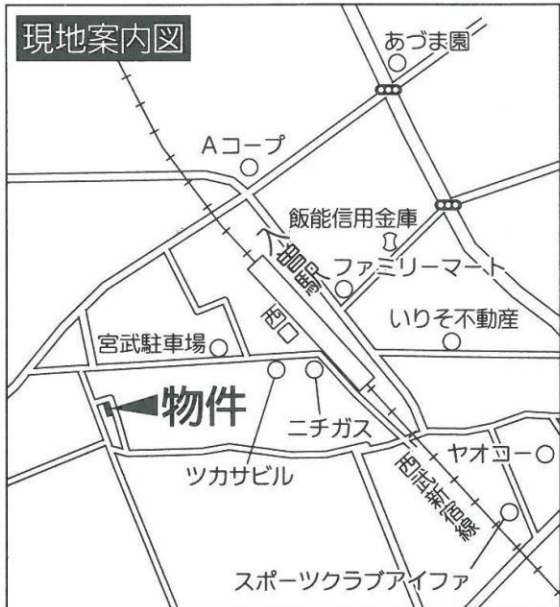 現地案内図
あづま園
Aコープ
飯能信用金庫
入曽駅
ファミリーマート
西口
いりそ不動産
宮武駐車場
物件
ニチガス
ツカサビル
ヤオコー
西武新宿線
スポーツクラブアイファ